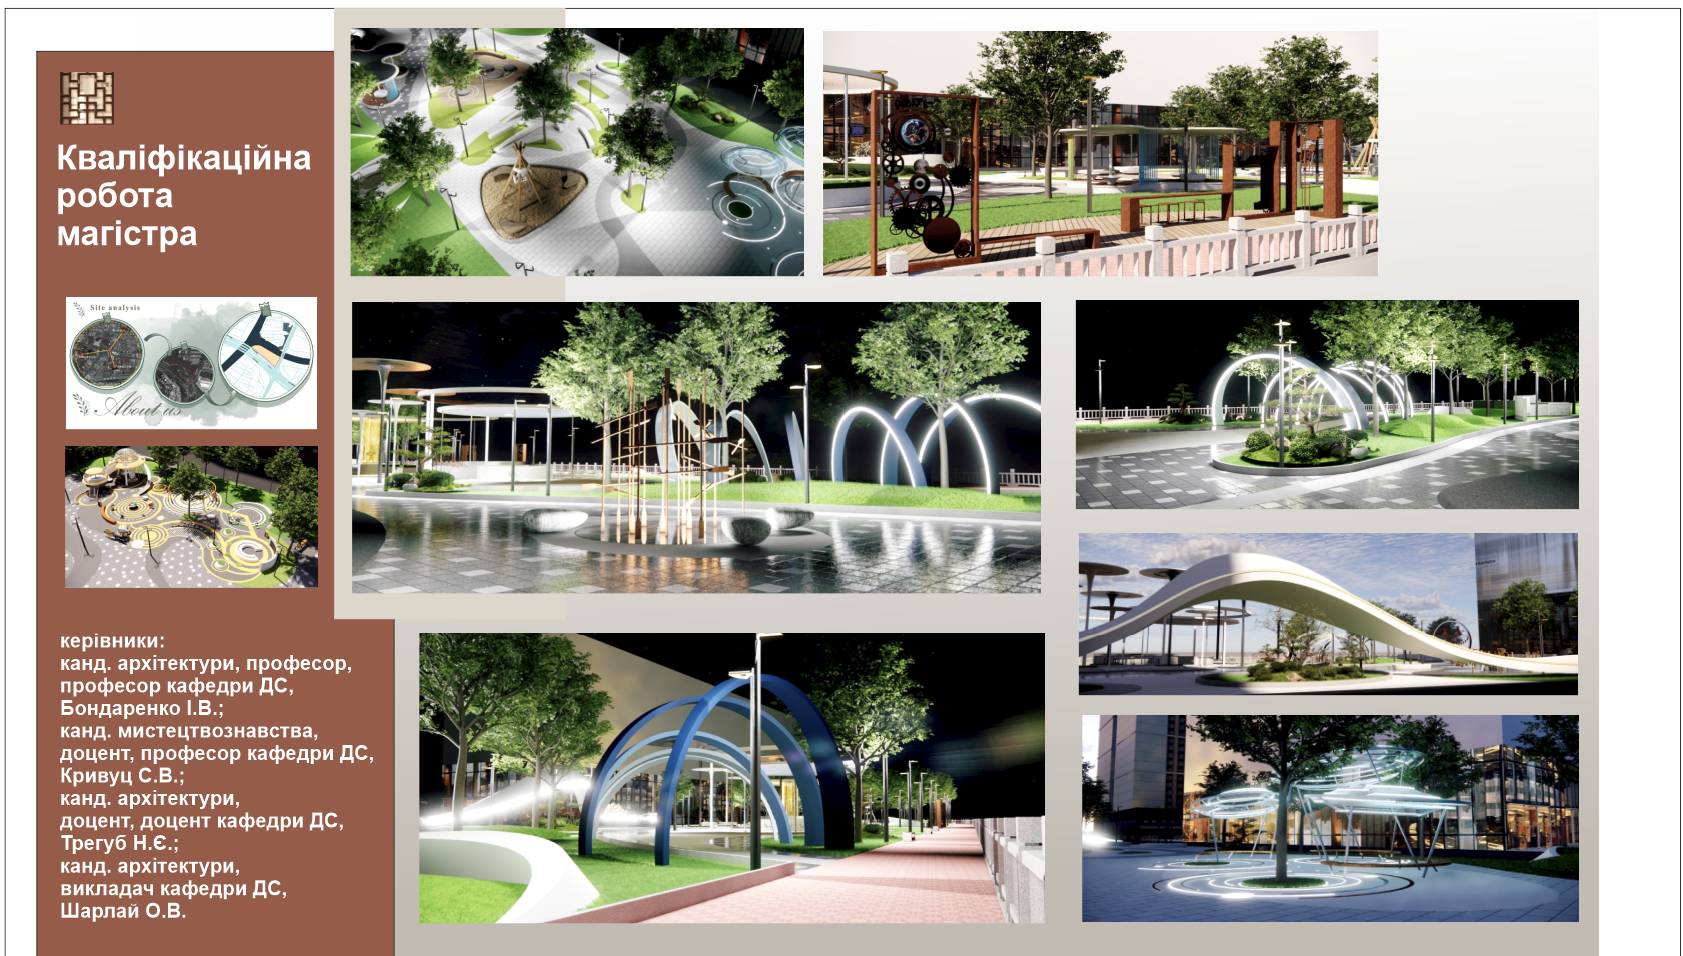 Кваліфікаційна
робота
магістра
Site analysis
About us
керівники:
канд. архітектури, професор,
професор кафедри ДС,
Бондаренко І.В.;
канд. мистецтвознавства,
доцент, професор кафедри ДС,
Кривуц С.В.;
канд. архітектури,
доцент, доцент кафедри ДС,
Трегуб Н.Є.;
канд. архітектури,
викладач кафедри ДС,
Шарлай О.В.